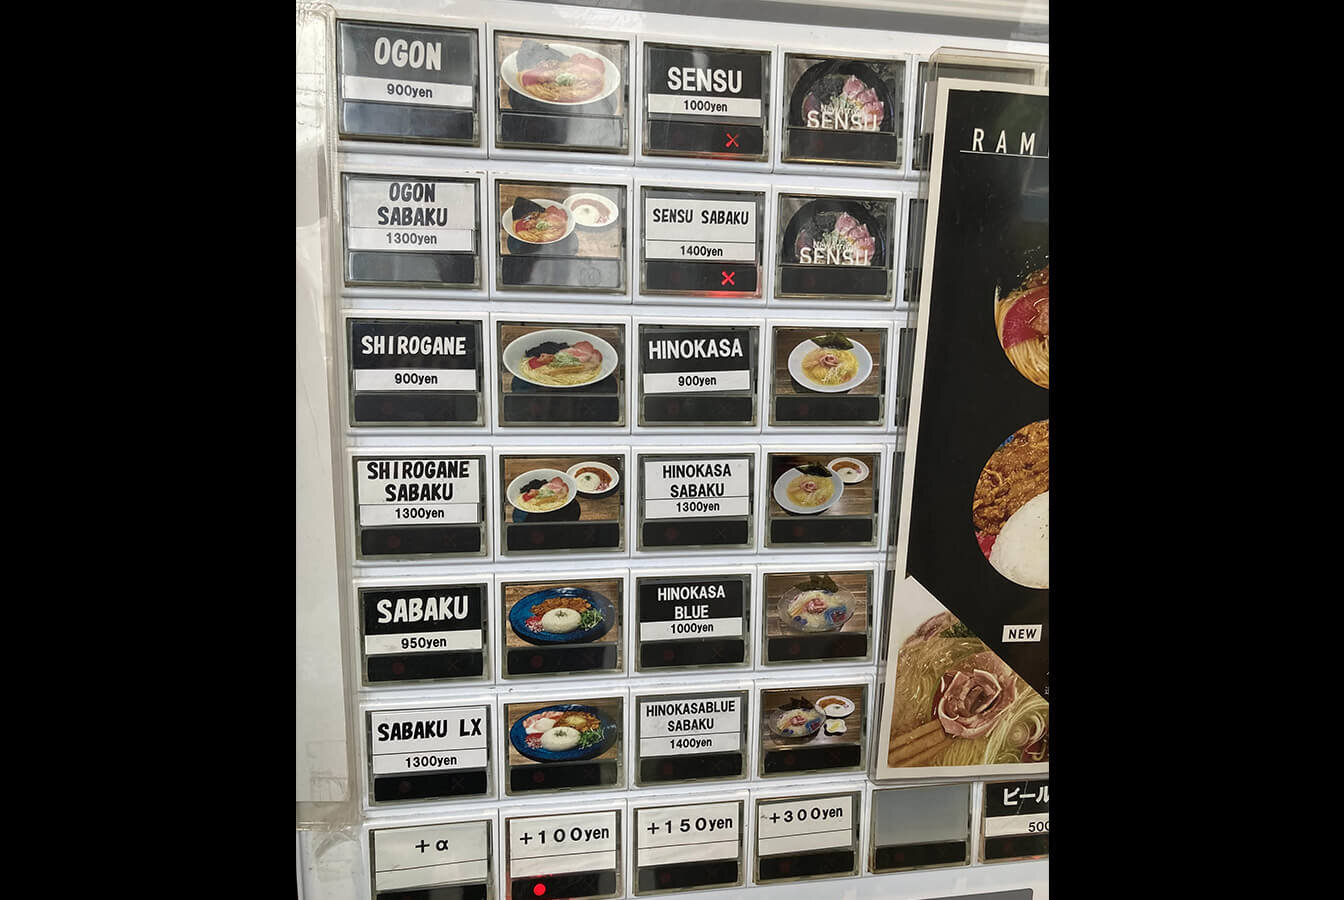 OGON
900yen
SENSU
1000yen
SENSU
RAM
OGON
SABAKU
1300yen
SENSU SABAKU
1400yen
SENSU
SHIROGANE
900yen
HINOKASA
900yen
SHIROGANE
SABAKU
1300yen
HINOKASA
SABAKU
1300yen
SABAKU
950yen
HINOKASA
BLUE
1000yen
NEW
SABAKU LX
1300yen
HINOKASABLUE
SABAKU
1400yen
+α
+100yen
+150yen
+300yen
ビール
500